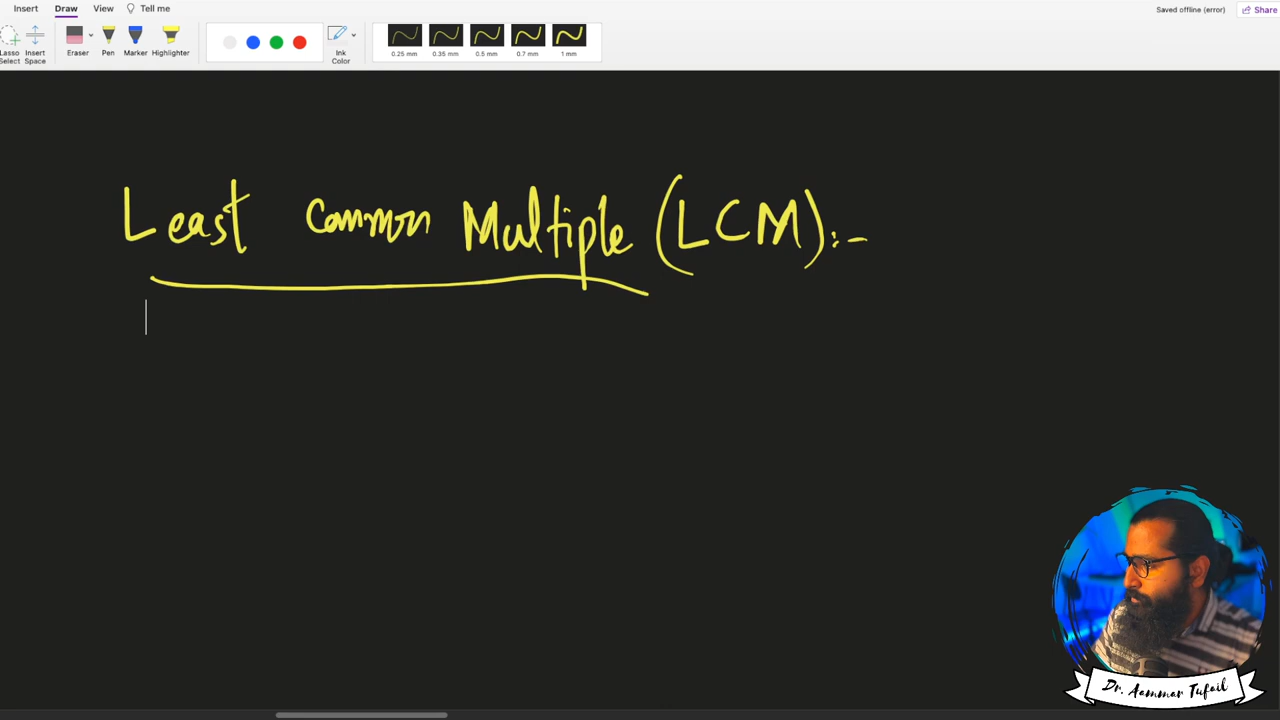 Insert Draw View Tell me Saved offline (error) Share
Lasso Select Insert Space Eraser Pen Marker Highlighter Ink Color 0.25 mm 0.35 mm 0.5 mm 0.7 mm 1 mm
Least Common Multiple (LCM):-
Dr. Aammar Tufail